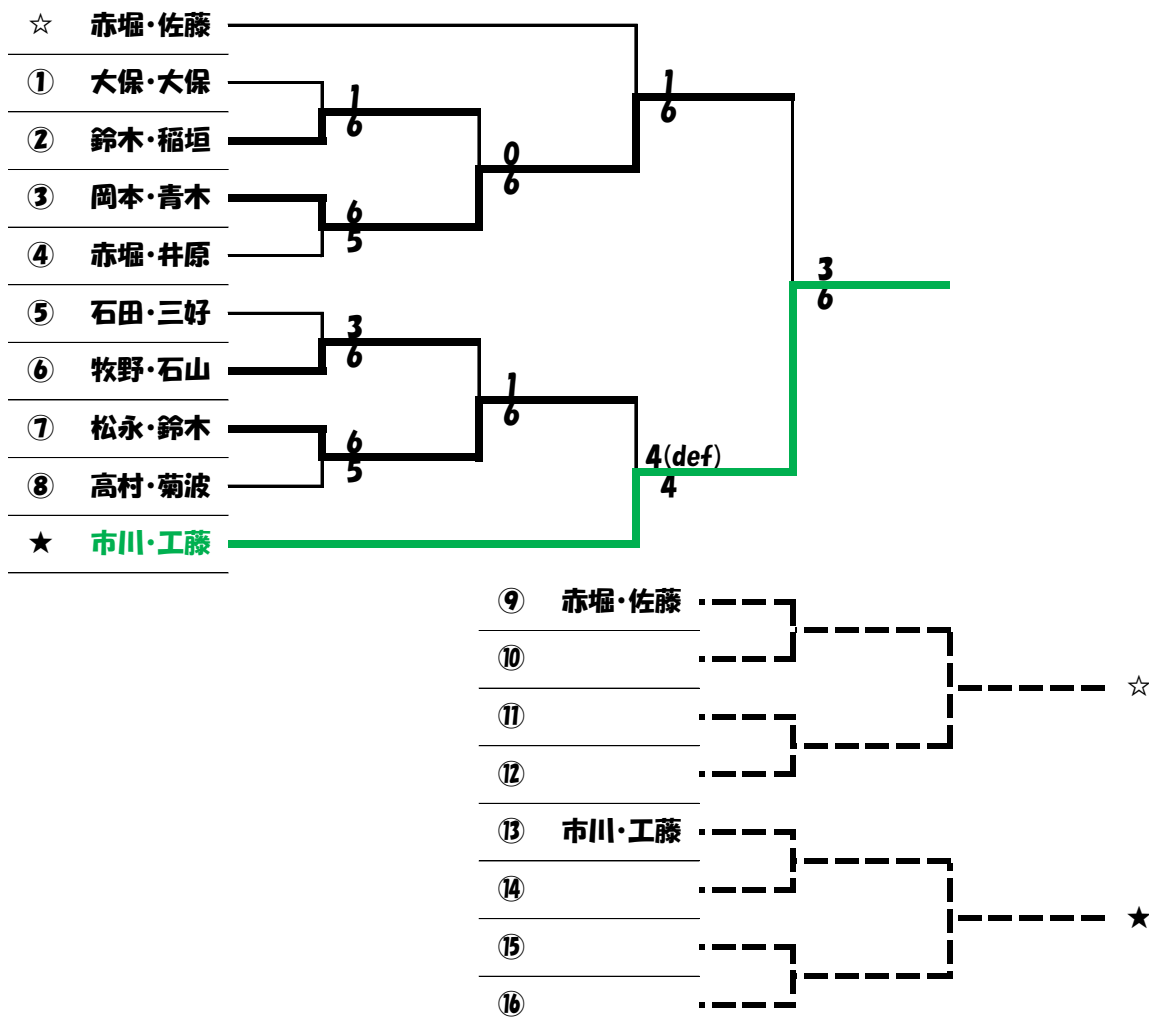 ☆ 赤堀・佐藤
① 大保・大保
1
6
② 鈴木・稲垣
0
6
1
6
③ 岡本・青木
6
5
④ 赤堀・井原
3
6
⑤ 石田・三好
3
6
⑥ 牧野・石山
1
6
⑦ 松永・鈴木
6
5
4(def)
4
⑧ 高村・菊波
★ 市川・工藤
⑨ 赤堀・佐藤
⑩
☆
⑪
⑫
⑬ 市川・工藤
⑭
★
⑮
⑯